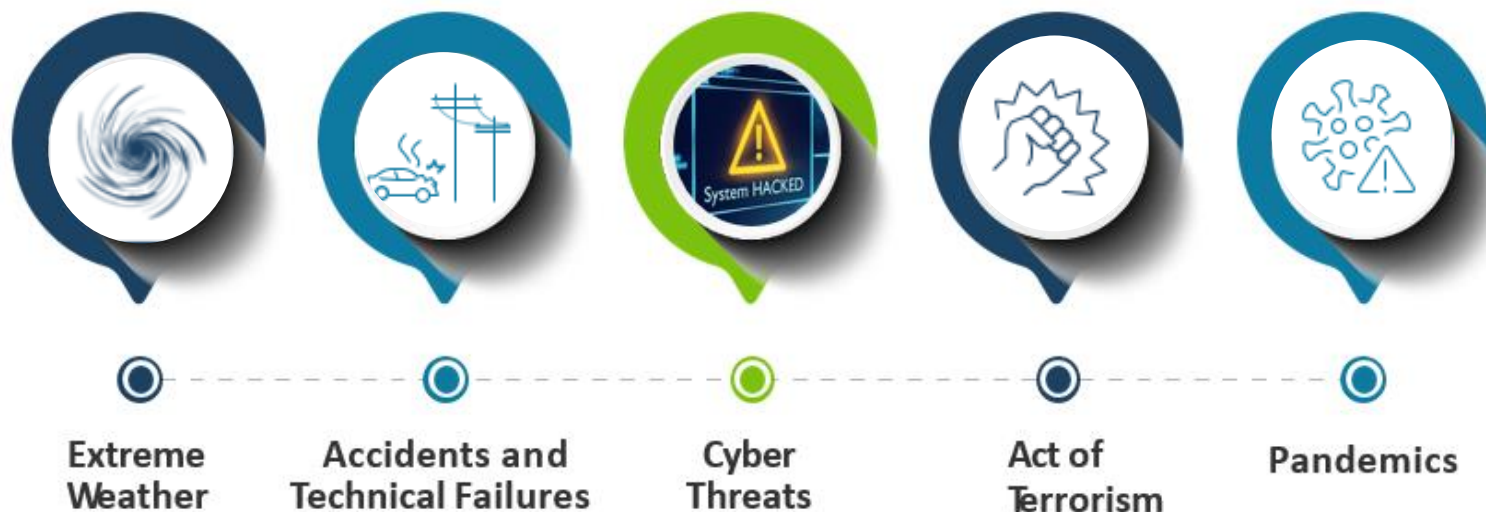 System HACKED
Extreme
Weather
Accidents and
Technical Failures
Cyber
Threats
Act of
Terrorism
Pandemics